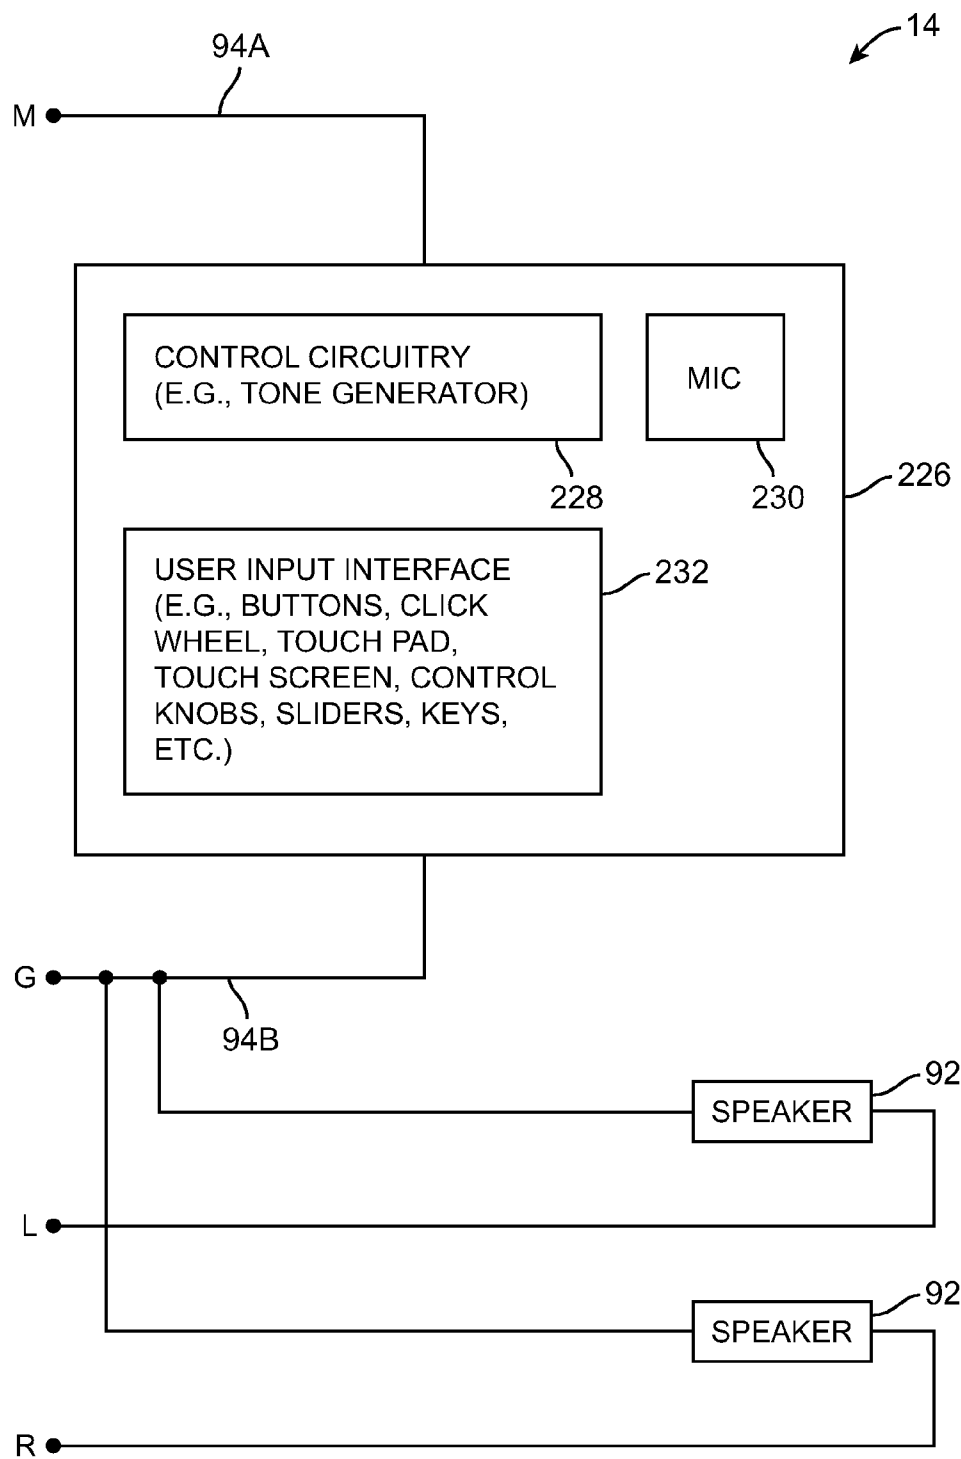 14
94A
M
CONTROL CIRCUITRY
(E.G., TONE GENERATOR)
MIC
228
230
226
USER INPUT INTERFACE
(E.G., BUTTONS, CLICK
WHEEL, TOUCH PAD,
TOUCH SCREEN, CONTROL
KNOBS, SLIDERS, KEYS,
ETC.)
232
G
94B
92
SPEAKER
L
92
SPEAKER
R